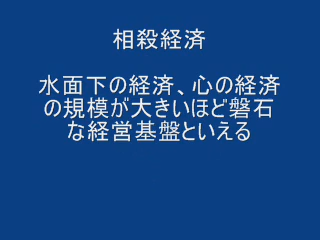 相殺経済
水面下の経済、心の経済
の規模が大きいほど磐石
な経営基盤といえる